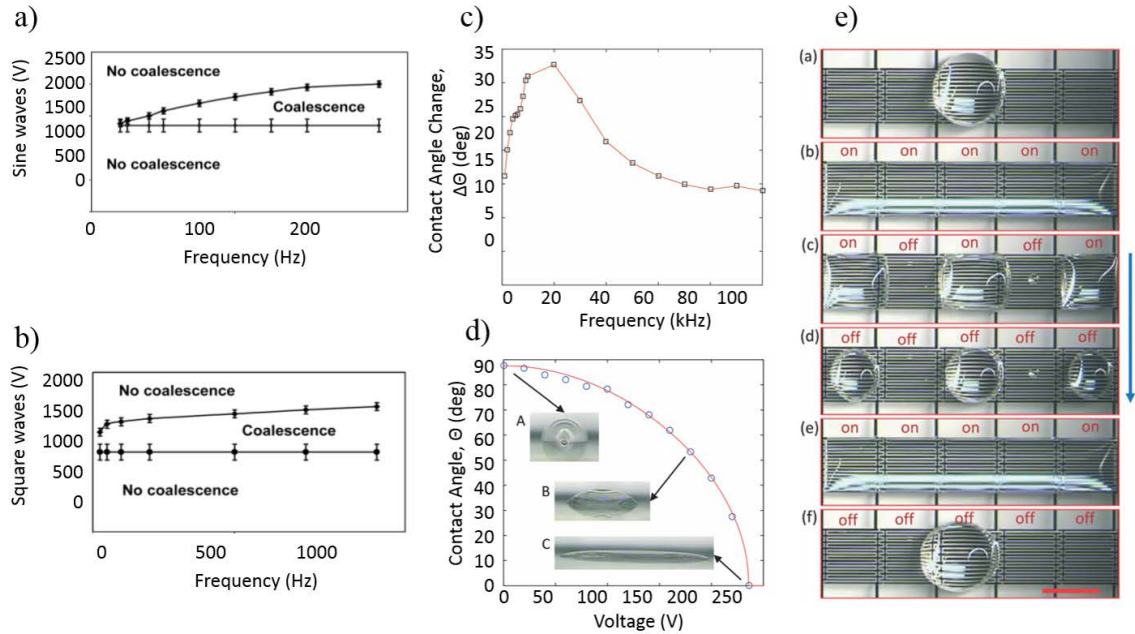 a)
Sine waves (V)
2500
2000
1500
1000
500
0
No coalescence
Coalescence
No coalescence
0 100 200
Frequency (Hz)
b)
Square waves (V)
2000
1500
1000
500
0
No coalescence
Coalescence
No coalescence
0 500 1000
Frequency (Hz)
c)
Contact Angle Change,
ΔΘ (deg)
35
30
25
20
15
10
5
0
0 20 40 60 80 100
Frequency (kHz)
d)
Contact Angle, Θ (deg)
90
80
70
60
50
40
30
20
10
0
A
B
C
0 50 100 150 200
Voltage (V)
e)
(a)
(b) on on on on on
(c) on off on off on
(d) off off off off off
(e) on on on on on
(f) off off off off off